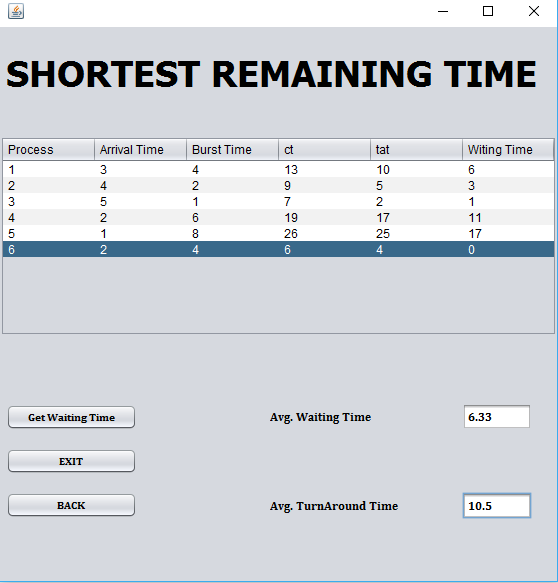 SHORTEST REMAINING TIME
Process Arrival Time Burst Time ct tat Witing Time
1 3 4 13 10 6
2 4 2 9 5 3
3 5 1 7 2 1
4 2 6 19 17 11
5 1 8 26 25 17
6 2 4 6 4 0
Get Waiting Time Avg. Waiting Time 6.33
EXIT
BACK Avg. TurnAround Time 10.5